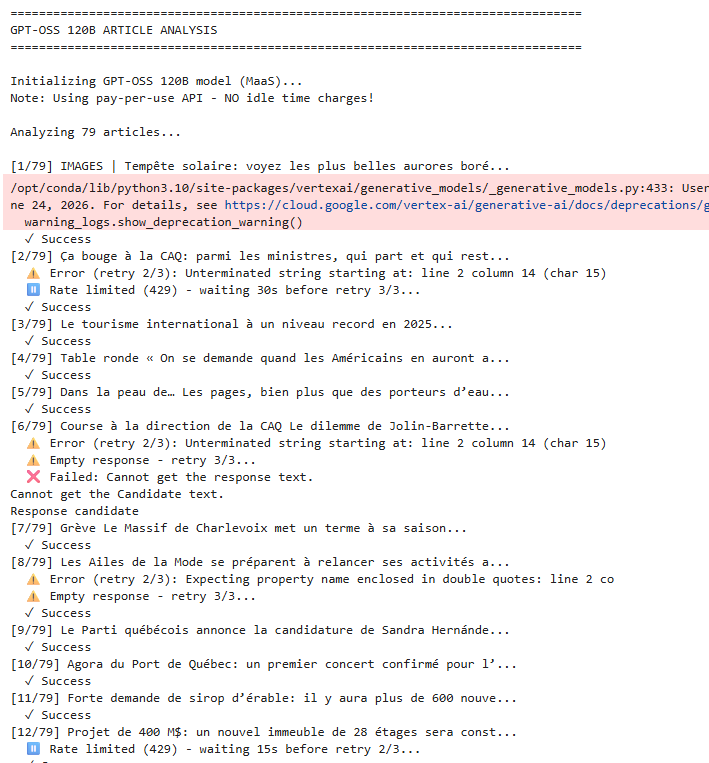 ================================================================================
GPT-OSS 120B ARTICLE ANALYSIS
================================================================================
Initializing GPT-OSS 120B model (MaaS)...
Note: Using pay-per-use API - NO idle time charges!
Analyzing 79 articles...
[1/79] IMAGES | Tempête solaire: voyez les plus belles aurores boré...
/opt/conda/lib/python3.10/site-packages/vertexai/generative_models/_generative_models.py:433: User
ne 24, 2026. For details, see https://cloud.google.com/vertex-ai/generative-ai/docs/deprecations/g
  warning_logs.show_deprecation_warning()
  ✓ Success
[2/79] Ça bouge à la CAQ: parmi les ministres, qui part et qui rest...
  ⚠️ Error (retry 2/3): Unterminated string starting at: line 2 column 14 (char 15)
  ⏸️ Rate limited (429) - waiting 30s before retry 3/3...
  ✓ Success
[3/79] Le tourisme international à un niveau record en 2025...
  ✓ Success
[4/79] Table ronde « On se demande quand les Américains en auront a...
  ✓ Success
[5/79] Dans la peau de… Les pages, bien plus que des porteurs d’eau...
  ✓ Success
[6/79] Course à la direction de la CAQ Le dilemme de Jolin-Barrette...
  ⚠️ Error (retry 2/3): Unterminated string starting at: line 2 column 14 (char 15)
  ⚠️ Empty response - retry 3/3...
  ❌ Failed: Cannot get the response text.
Cannot get the Candidate text.
Response candidate
[7/79] Grève Le Massif de Charlevoix met un terme à sa saison...
  ✓ Success
[8/79] Les Ailes de la Mode se préparent à relancer ses activités a...
  ⚠️ Error (retry 2/3): Expecting property name enclosed in double quotes: line 2 co
  ⚠️ Empty response - retry 3/3...
  ✓ Success
[9/79] Le Parti québécois annonce la candidature de Sandra Hernánde...
  ✓ Success
[10/79] Agora du Port de Québec: un premier concert confirmé pour l’...
  ✓ Success
[11/79] Forte demande de sirop d’érable: il y aura plus de 600 nouve...
  ✓ Success
[12/79] Projet de 400 M$: un nouvel immeuble de 28 étages sera const...
  ⏸️ Rate limited (429) - waiting 15s before retry 2/3...